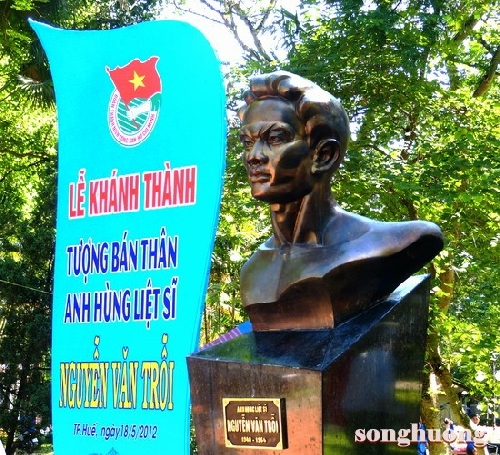 LỄ KHÁNH THÀNH
TƯỢNG BÁN THÂN
ANH HÙNG LIỆT SĨ
NGUYỄN VĂN TRỖI
TP. Huế, ngày 18/5/2012
ANH HÙNG LIỆT SĨ
NGUYỄN VĂN TRỖI
1941 - 1964
songhuong